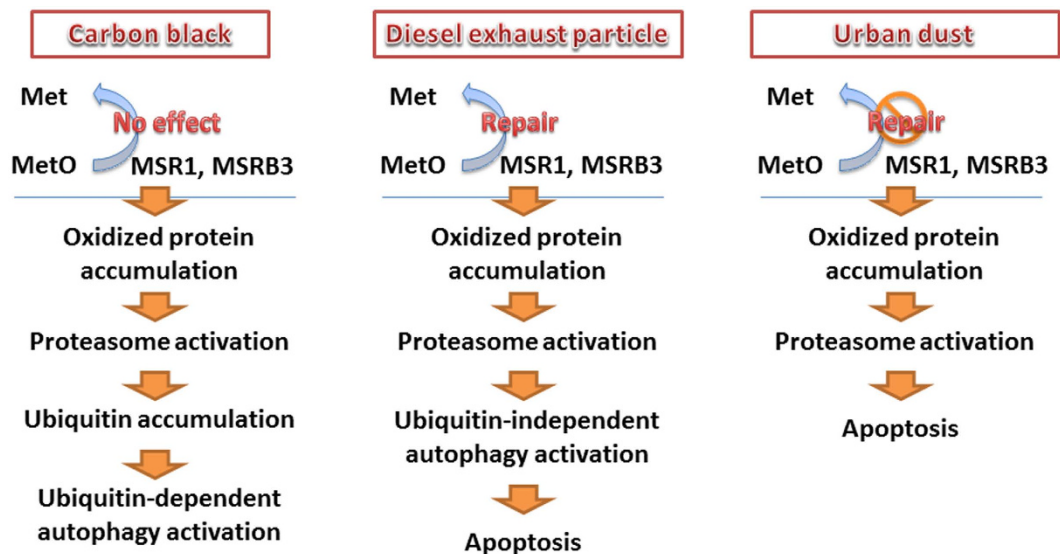 Carbon black
Met
No effect
MetO
MSR1, MSRB3
Oxidized protein
accumulation
Proteasome activation
Ubiquitin accumulation
Ubiquitin-dependent
autophagy activation
Diesel exhaust particle
Met
Repair
MetO
MSR1, MSRB3
Oxidized protein
accumulation
Proteasome activation
Ubiquitin-independent
autophagy activation
Apoptosis
Urban dust
Met
Repair
MetO
MSR1, MSRB3
Oxidized protein
accumulation
Proteasome activation
Apoptosis